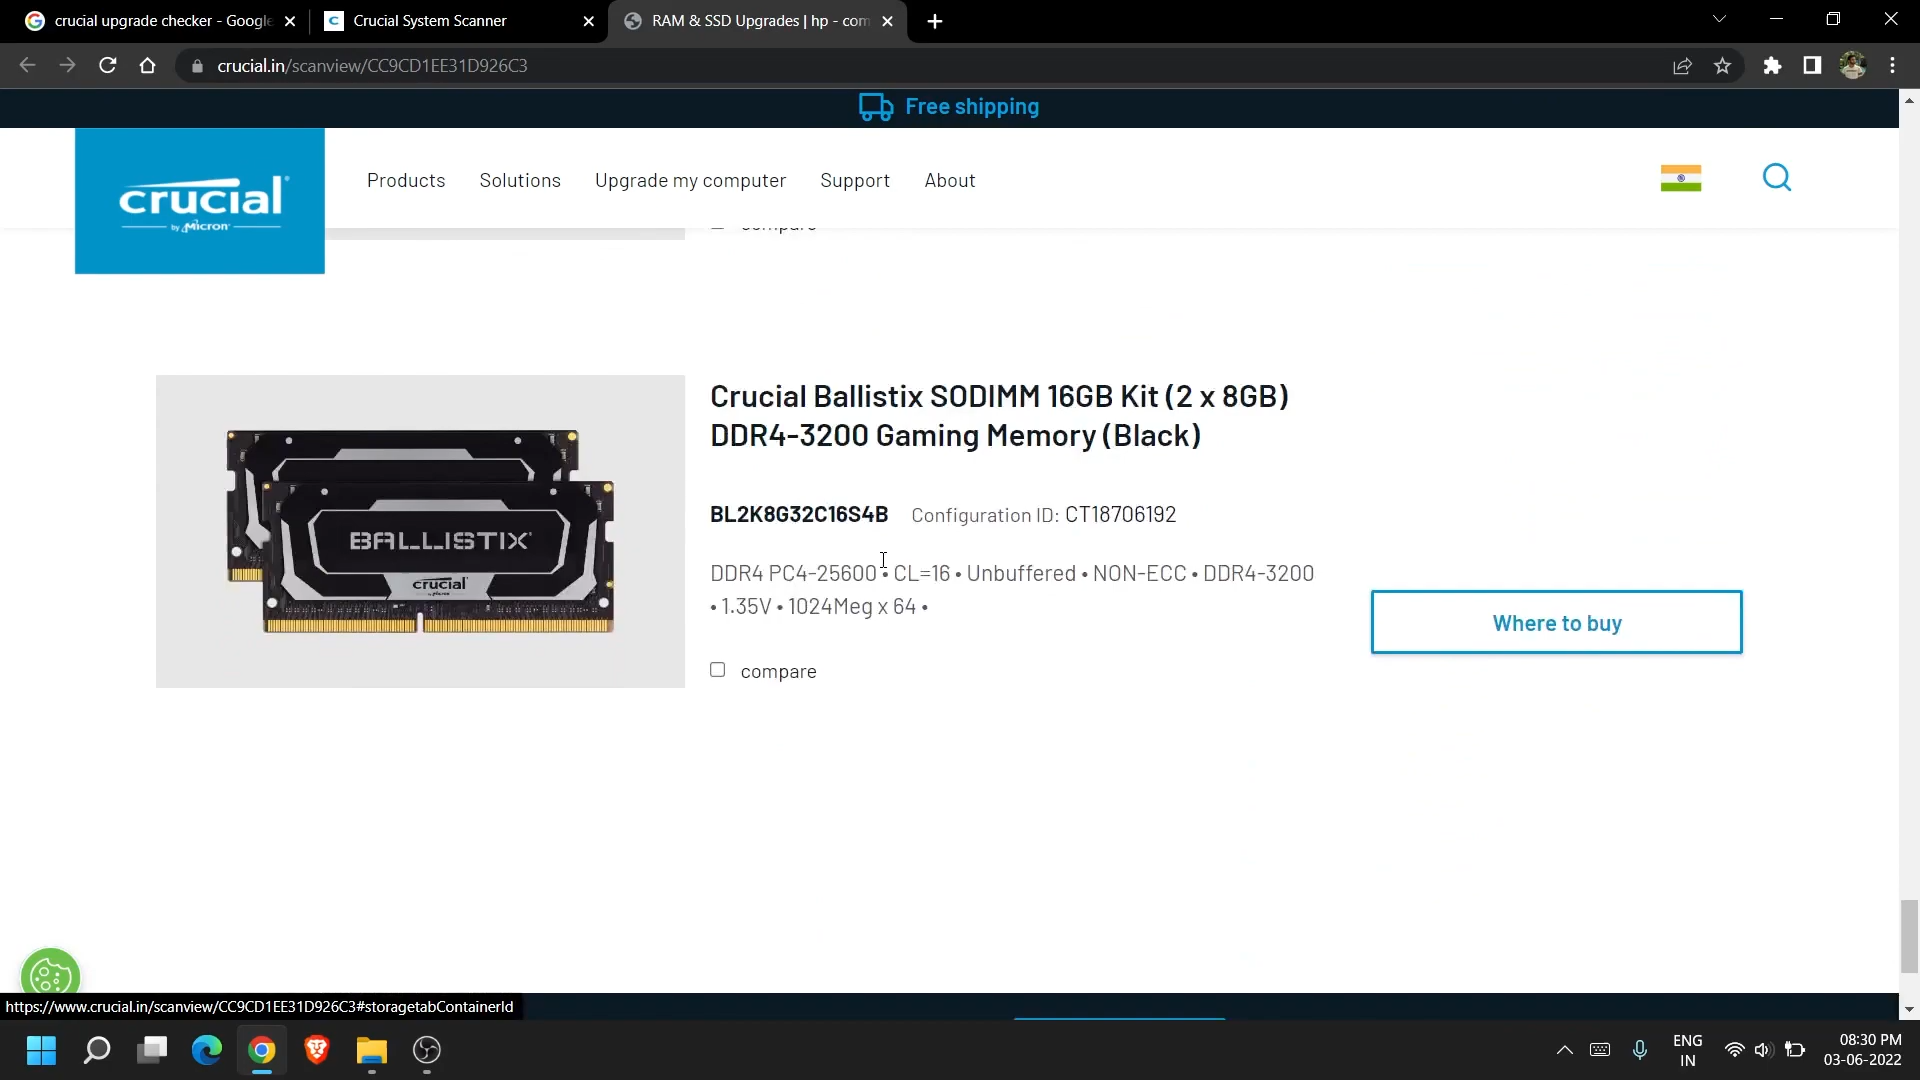 crucial upgrade checker - Google
Crucial System Scanner
RAM & SSD Upgrades | hp - com
crucial.in/scanview/CC9CD1EE31D926C3
Free shipping
crucial
by Micron
Products
Solutions
Upgrade my computer
Support
About
compare
Crucial Ballistix SODIMM 16GB Kit (2 x 8GB)
DDR4-3200 Gaming Memory (Black)
BALLISTIX
crucial
BL2K8G32C16S4B Configuration ID: CT18706192
DDR4 PC4-25600 • CL=16 • Unbuffered • NON-ECC • DDR4-3200
• 1.35V • 1024Meg x 64 •
Where to buy
compare
https://www.crucial.in/scanview/CC9CD1EE31D926C3#storagetabContainerId
ENG
IN
08:30 PM
03-06-2022